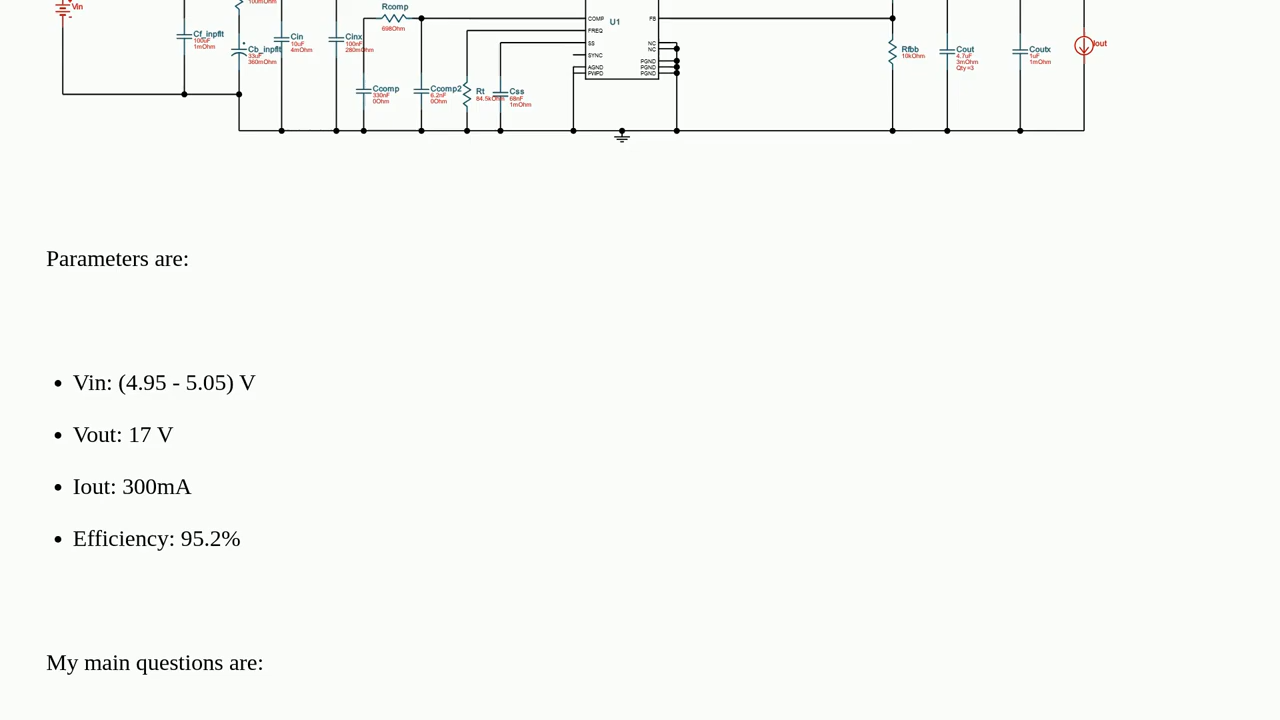 Vin
100mOhm
Rcomp
698Ohm
COMP
U1
FB
FREQ
SS
NC
NC
SYNC
PGND
AGND
PGND
PWPD
PGND
Cf_inpflt
100uF
1mOhm
Cb_inpflt
33uF
360mOhm
Cin
10uF
4mOhm
Cinx
100nF
280mOhm
Rfbb
10kOhm
Cout
4.7uF
3mOhm
Qty=3
Coutx
1uF
1mOhm
Iout
Ccomp
330nF
0Ohm
Ccomp2
6.2nF
0Ohm
Rt
84.5kOhm
Css
68nF
1mOhm
Parameters are:
• Vin: (4.95 - 5.05) V
• Vout: 17 V
• Iout: 300mA
• Efficiency: 95.2%
My main questions are: